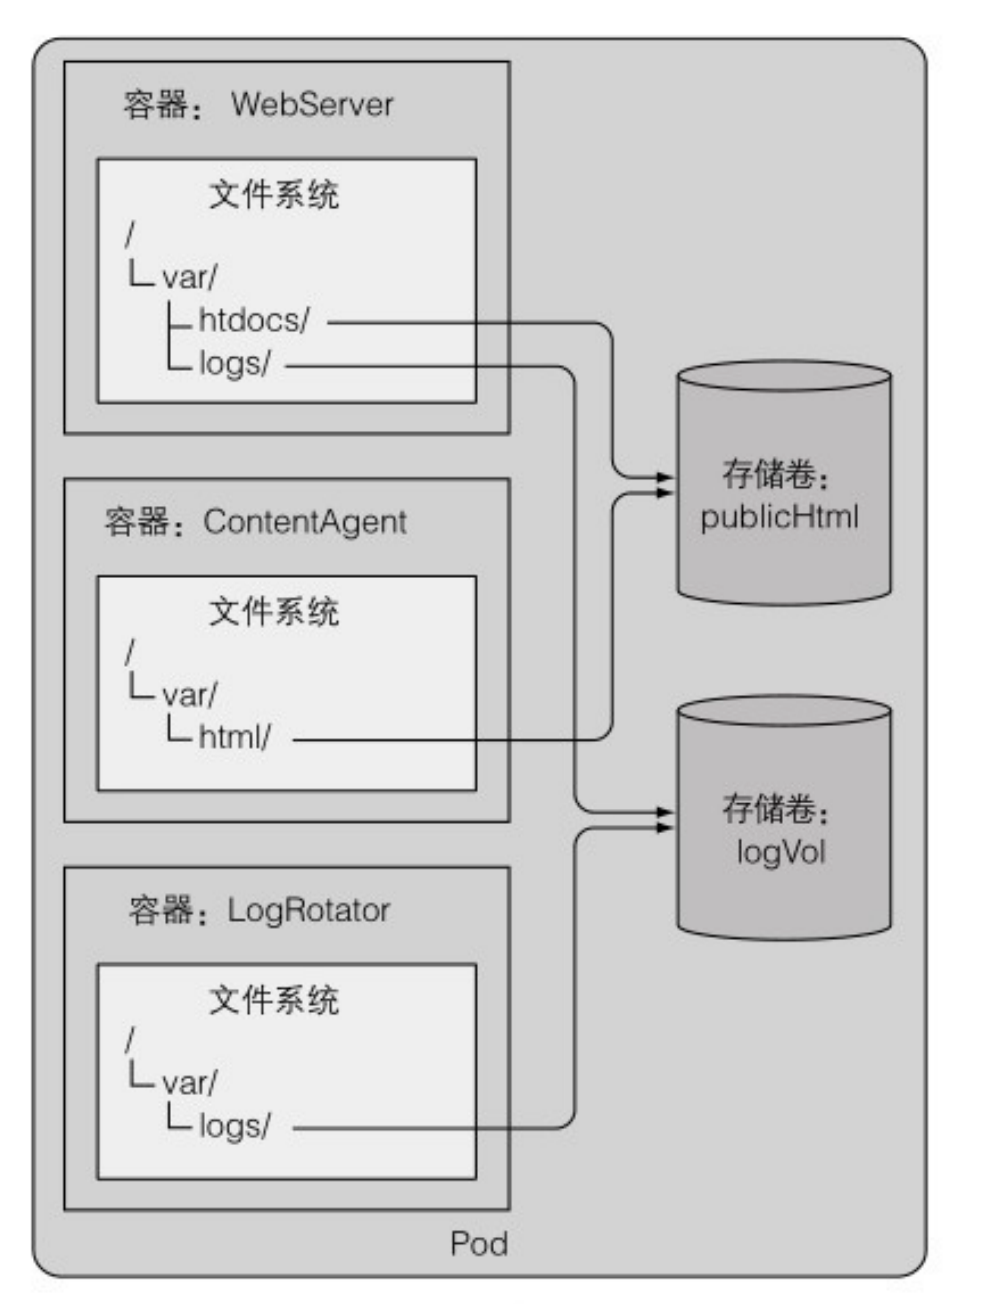 容器： WebServer
文件系统
/
var/
htdocs/
logs/
容器：ContentAgent
文件系统
/
var/
html/
容器：LogRotator
文件系统
/
var/
logs/
存储卷：
publicHtml
存储卷：
logVol
Pod